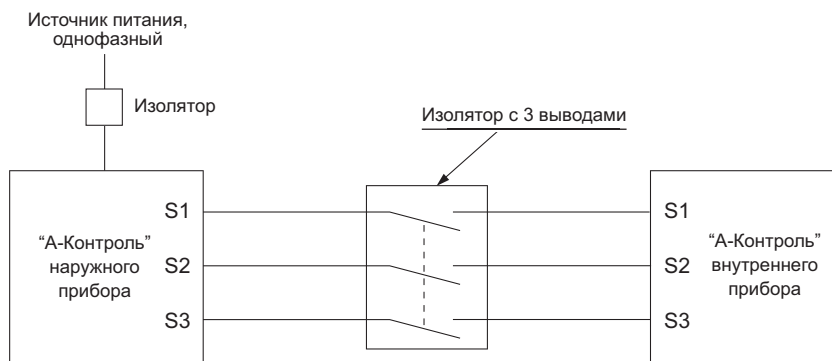 Источник питания,
однофазный
Изолятор
Изолятор с 3 выводами
“А-Контроль”
наружного
прибора
S1
S2
S3
S1
S2
S3
“А-Контроль”
внутреннего
прибора